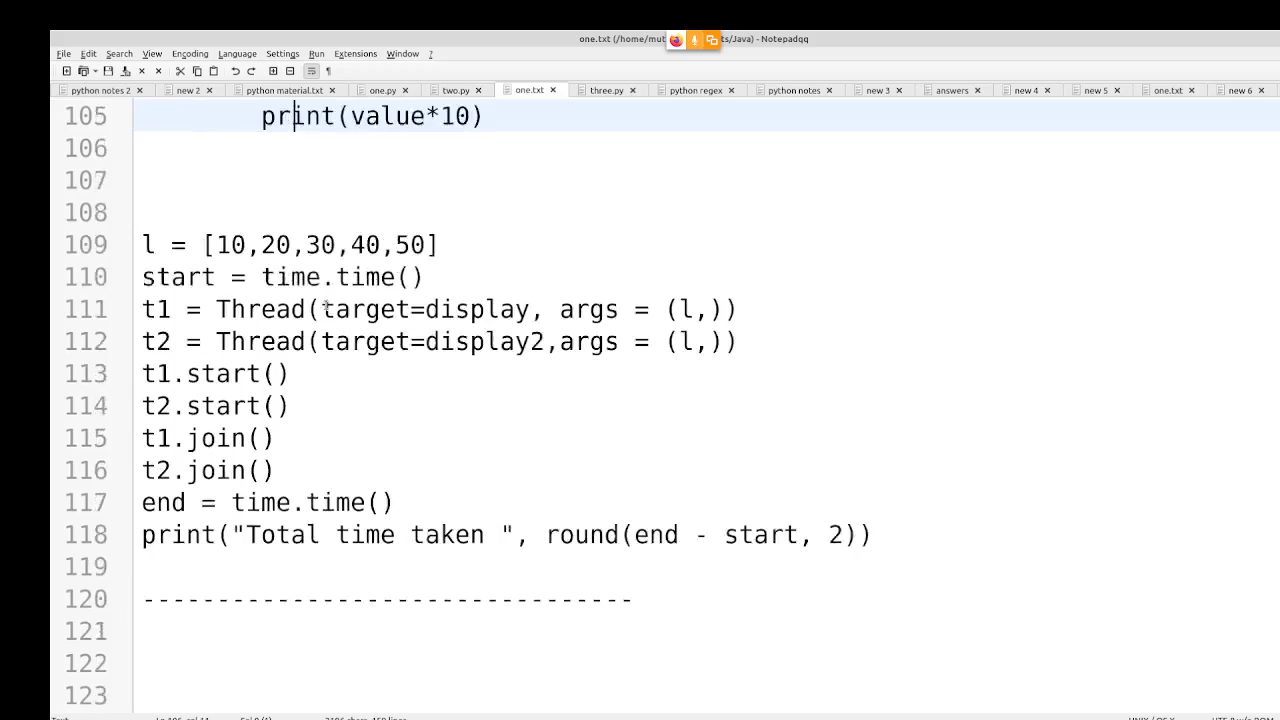 one.txt (/home/mut ts/Java) - Notepadqq
File Edit Search View Encoding Language Settings Run Extensions Window ?
python notes 2 new 2 python material.txt one.py two.py one.txt three.py python regex python notes new 3 answers new 4 new 5 one.txt new 6
105 print(value*10)
106
107
108
109 l = [10,20,30,40,50]
110 start = time.time()
111 t1 = Thread(target=display, args = (l,))
112 t2 = Thread(target=display2,args = (l,))
113 t1.start()
114 t2.start()
115 t1.join()
116 t2.join()
117 end = time.time()
118 print("Total time taken ", round(end - start, 2))
119
120 ---------------------------------
121
122
123